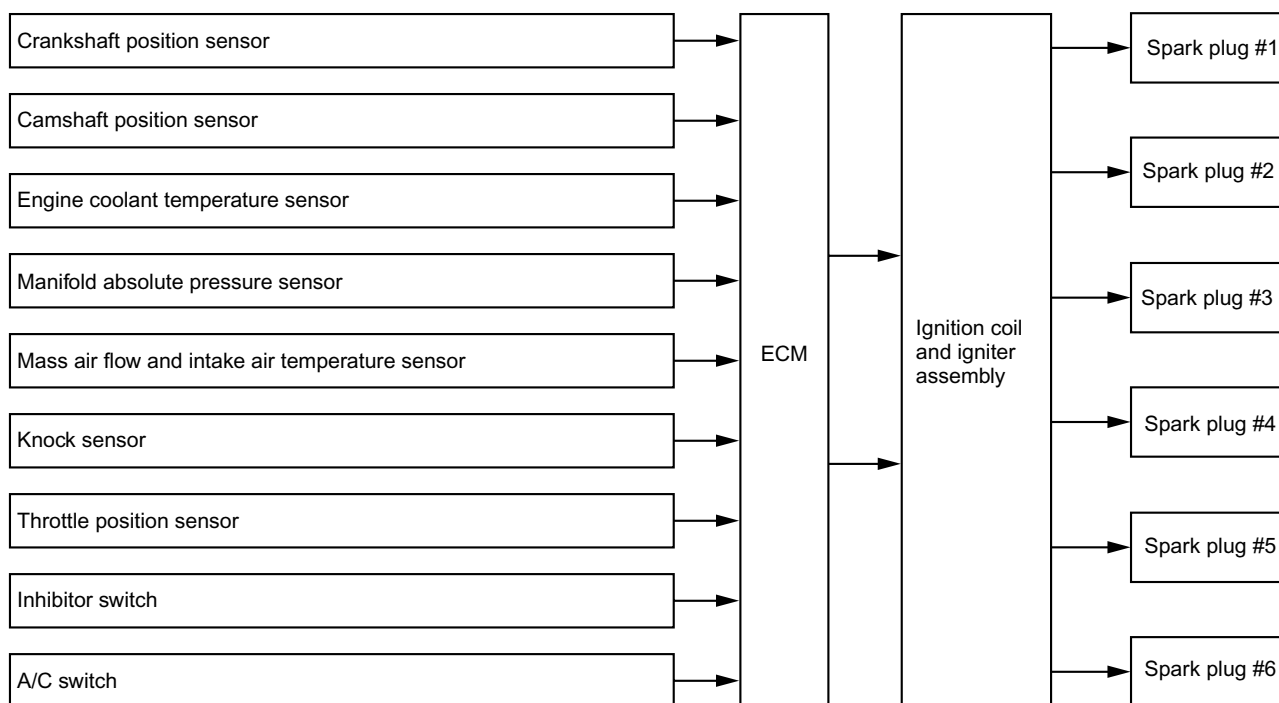 Crankshaft position sensor
Camshaft position sensor
Engine coolant temperature sensor
Manifold absolute pressure sensor
Mass air flow and intake air temperature sensor
Knock sensor
Throttle position sensor
Inhibitor switch
A/C switch
ECM
Ignition coil
and igniter
assembly
Spark plug #1
Spark plug #2
Spark plug #3
Spark plug #4
Spark plug #5
Spark plug #6